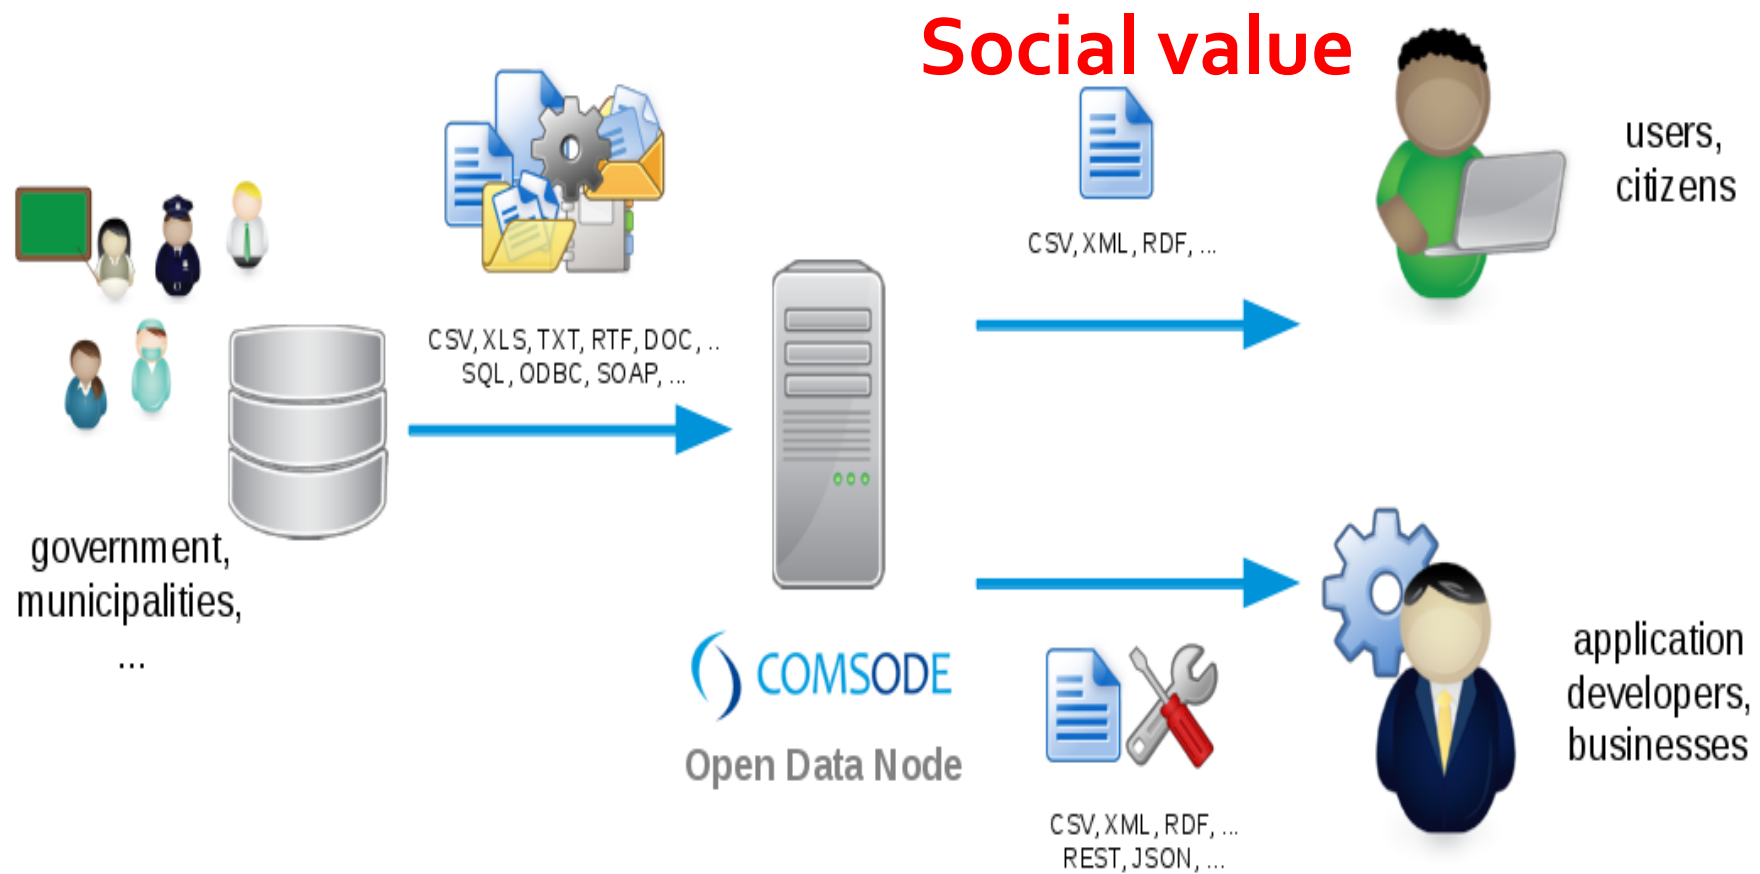 Social value
users,
citizens
CSV, XML, RDF, ...
CSV, XLS, TXT, RTF, DOC, ..
SQL, ODBC, SOAP, ...
government,
municipalities,
...
COMSODE
Open Data Node
application
developers,
businesses
CSV, XML, RDF, ...
REST, JSON, ...